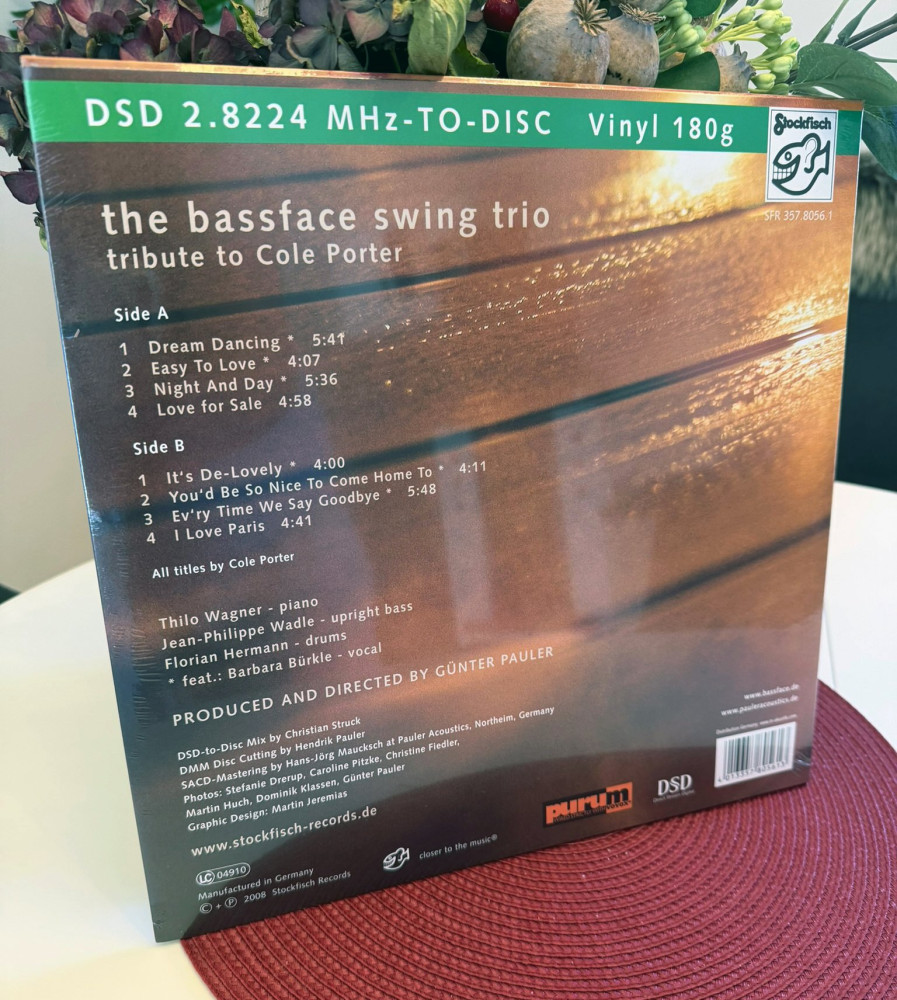 DSD 2.8224 MHz-TO-DISC Vinyl 180g
Stockfisch
SFR 357.8056.1
the bassface swing trio
tribute to Cole Porter
Side A
1 Dream Dancing * 5:41
2 Easy To Love * 4:07
3 Night And Day * 5:36
4 Love for Sale 4:58
Side B
1 It's De-Lovely * 4:00
2 You'd Be So Nice To Come Home To * 4:11
3 Ev'ry Time We Say Goodbye * 5:48
4 I Love Paris 4:41
All titles by Cole Porter
Thilo Wagner - piano
Jean-Philippe Wadle - upright bass
Florian Hermann - drums
* feat.: Barbara Bürkle - vocal
PRODUCED AND DIRECTED BY GÜNTER PAULER
DSD-to-Disc Mix by Christian Struck
DMM Disc Cutting by Hendrik Pauler
SACD-Mastering by Hans-Jörg Maucksch at Pauler Acoustics, Northeim, Germany
Photos: Stefanie Drerup, Caroline Pitzke, Christine Fiedler,
Martin Huch, Dominik Klassen, Günter Pauler
Graphic Design: Martin Jeremias
www.stockfisch-records.de
LC 04910
Manufactured in Germany
© + ℗ 2008 Stockfisch Records
closer to the music®
purum
DSD
www.bassface.de
www.pauleracoustics.de